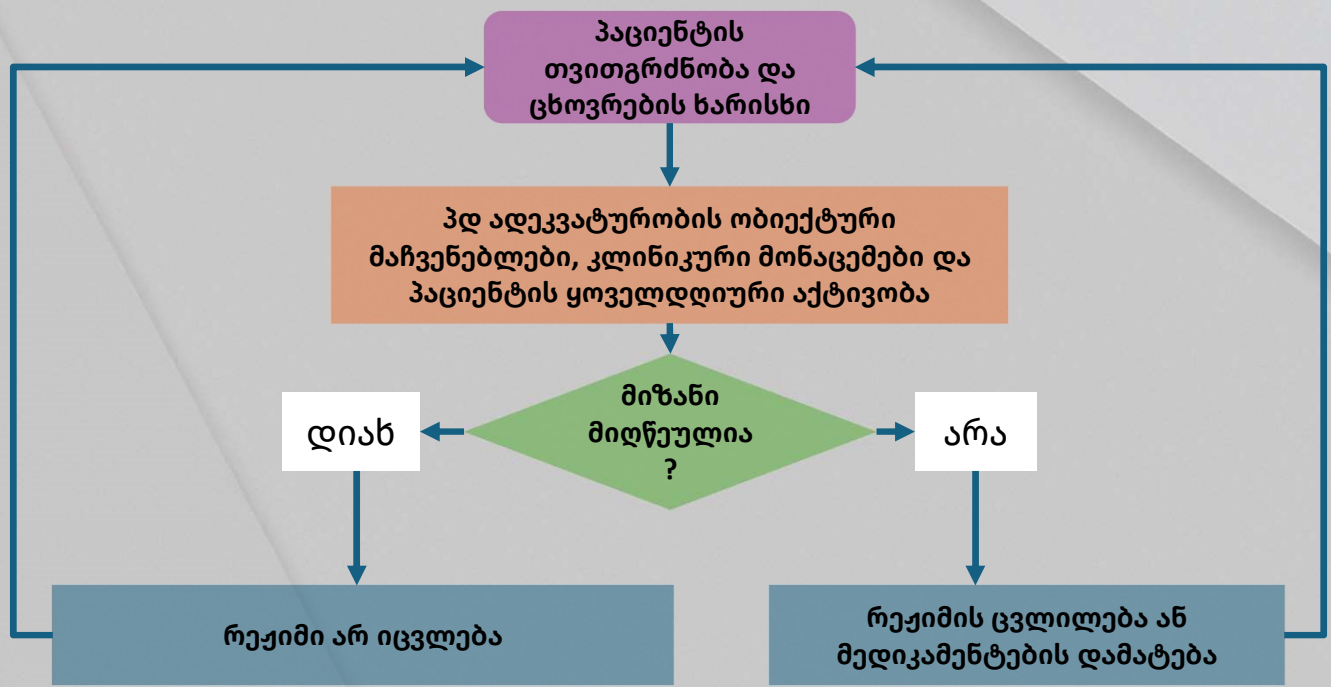 პაციენტის
თვითგრძნობა და
ცხოვრების ხარისხი
პდ ადეკვატურობის ობიექტური
მაჩვენებლები, კლინიკური მონაცემები და
პაციენტის ყოველდღიური აქტივობა
მიზანი
მიღწეულია
?
დიახ
არა
რეჟიმი არ იცვლება
რეჟიმის ცვლილება ან
მედიკამენტების დამატება